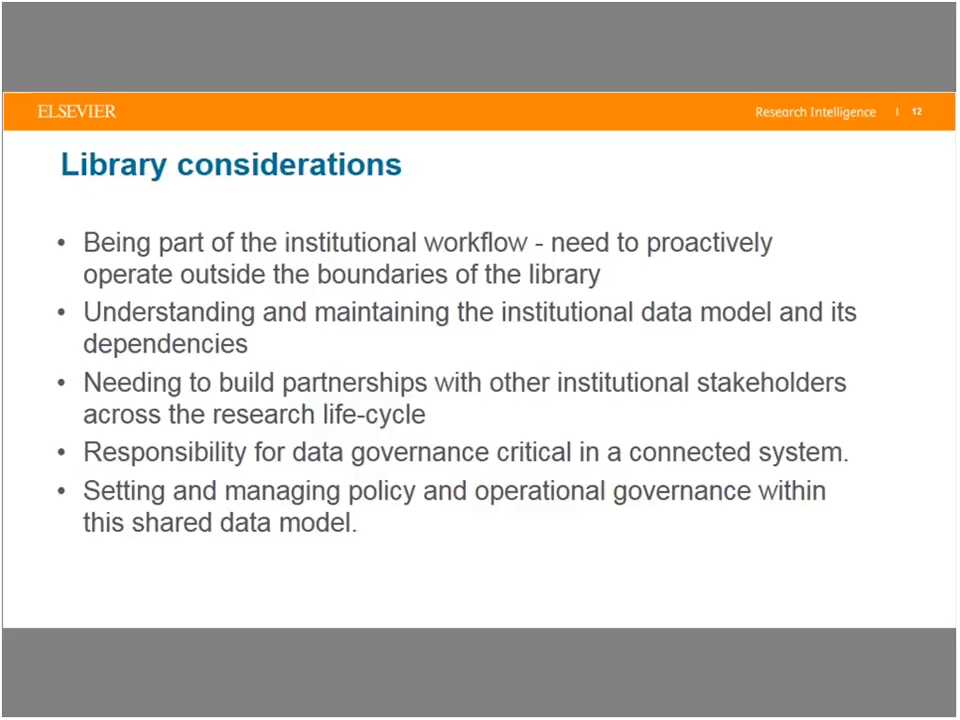 ELSEVIER
Research Intelligence | 12
Library considerations
• Being part of the institutional workflow - need to proactively
operate outside the boundaries of the library
• Understanding and maintaining the institutional data model and its
dependencies
• Needing to build partnerships with other institutional stakeholders
across the research life-cycle
• Responsibility for data governance critical in a connected system.
• Setting and managing policy and operational governance within
this shared data model.